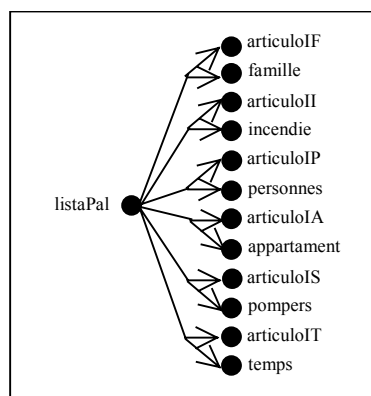 articuloIF
famille
articuloII
incendie
articuloIP
personnes
listaPal
articuloIA
appartament
articuloIS
pompers
articuloIT
temps